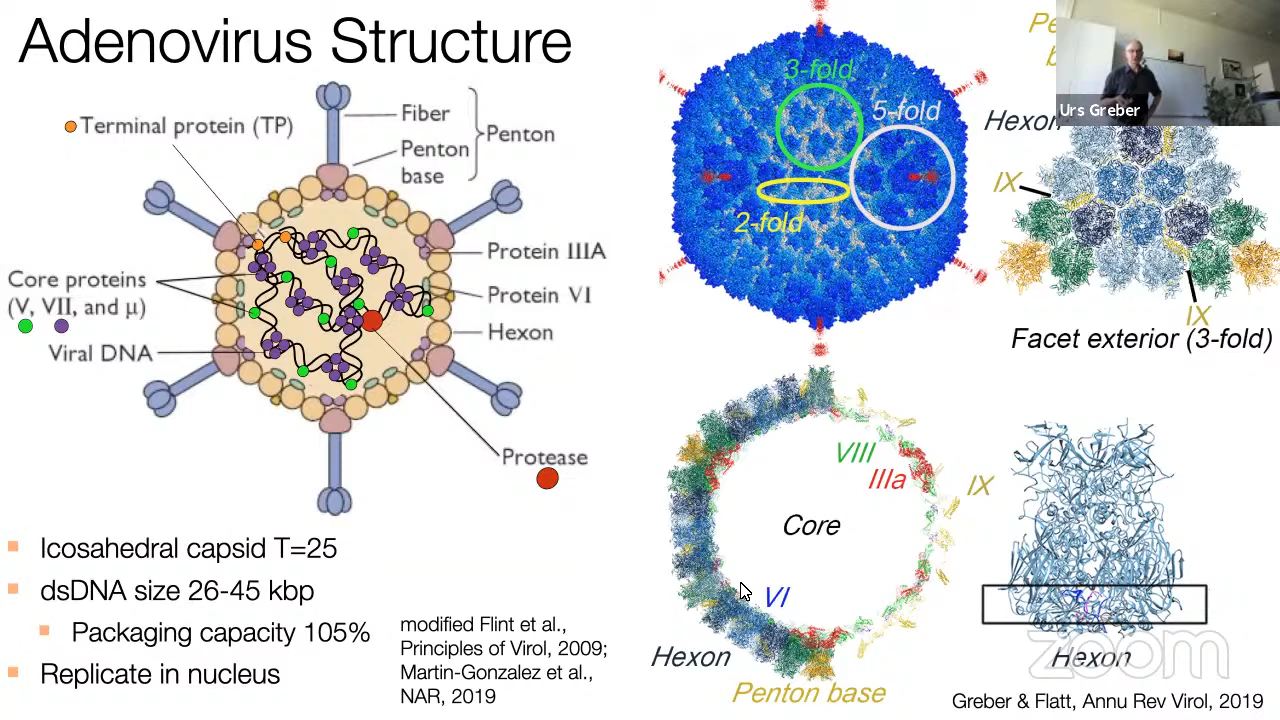 Adenovirus Structure
Terminal protein (TP)
Fiber
Penton
base
Penton
Protein IIIA
Protein VI
Hexon
Core proteins
(V, VII, and μ)
Viral DNA
Protease
Icosahedral capsid T=25
dsDNA size 26-45 kbp
Packaging capacity 105%
Replicate in nucleus
modified Flint et al.,
Principles of Virol, 2009;
Martin-Gonzalez et al.,
NAR, 2019
3-fold
5-fold
2-fold
Urs Greber
Hexon
IX
IX
Facet exterior (3-fold)
VIII
IIIa
IX
Core
VI
Hexon
Penton base
zoom
Hexon
Greber & Flatt, Annu Rev Virol, 2019